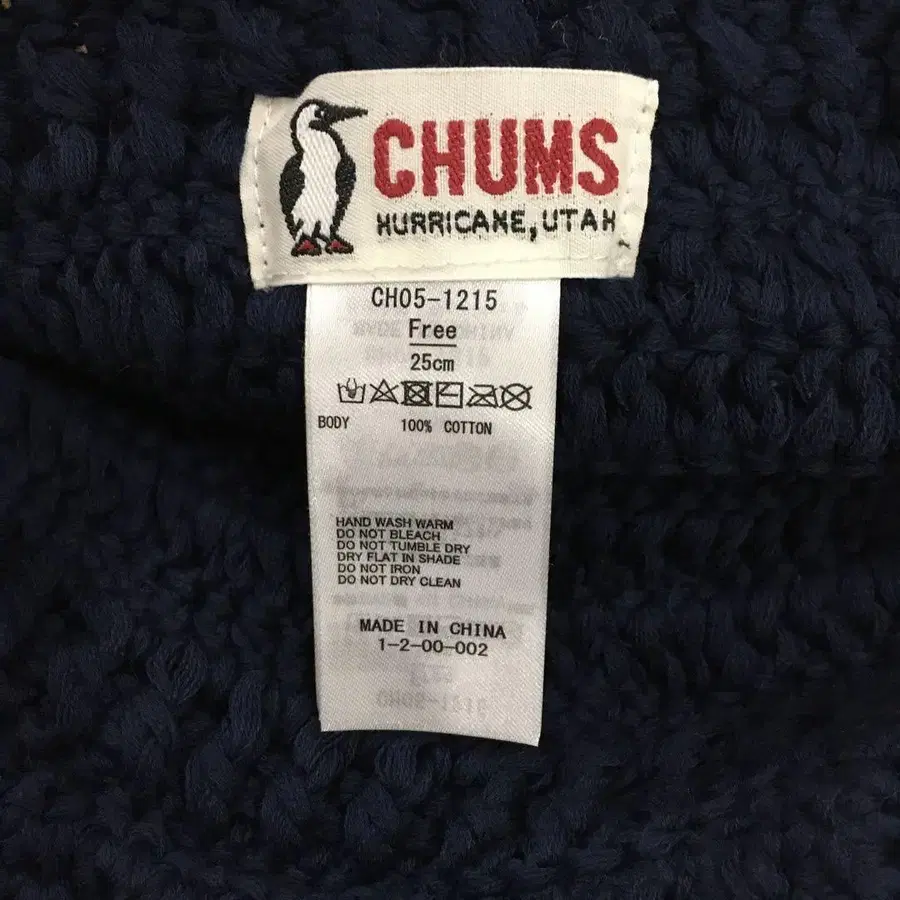 CHUMS
HURRICANE, UTAH
CH05-1215
Free
25cm
BODY 100% COTTON
HAND WASH WARM
DO NOT BLEACH
DO NOT TUMBLE DRY
DRY FLAT IN SHADE
DO NOT IRON
DO NOT DRY CLEAN
MADE IN CHINA
1-2-00-002